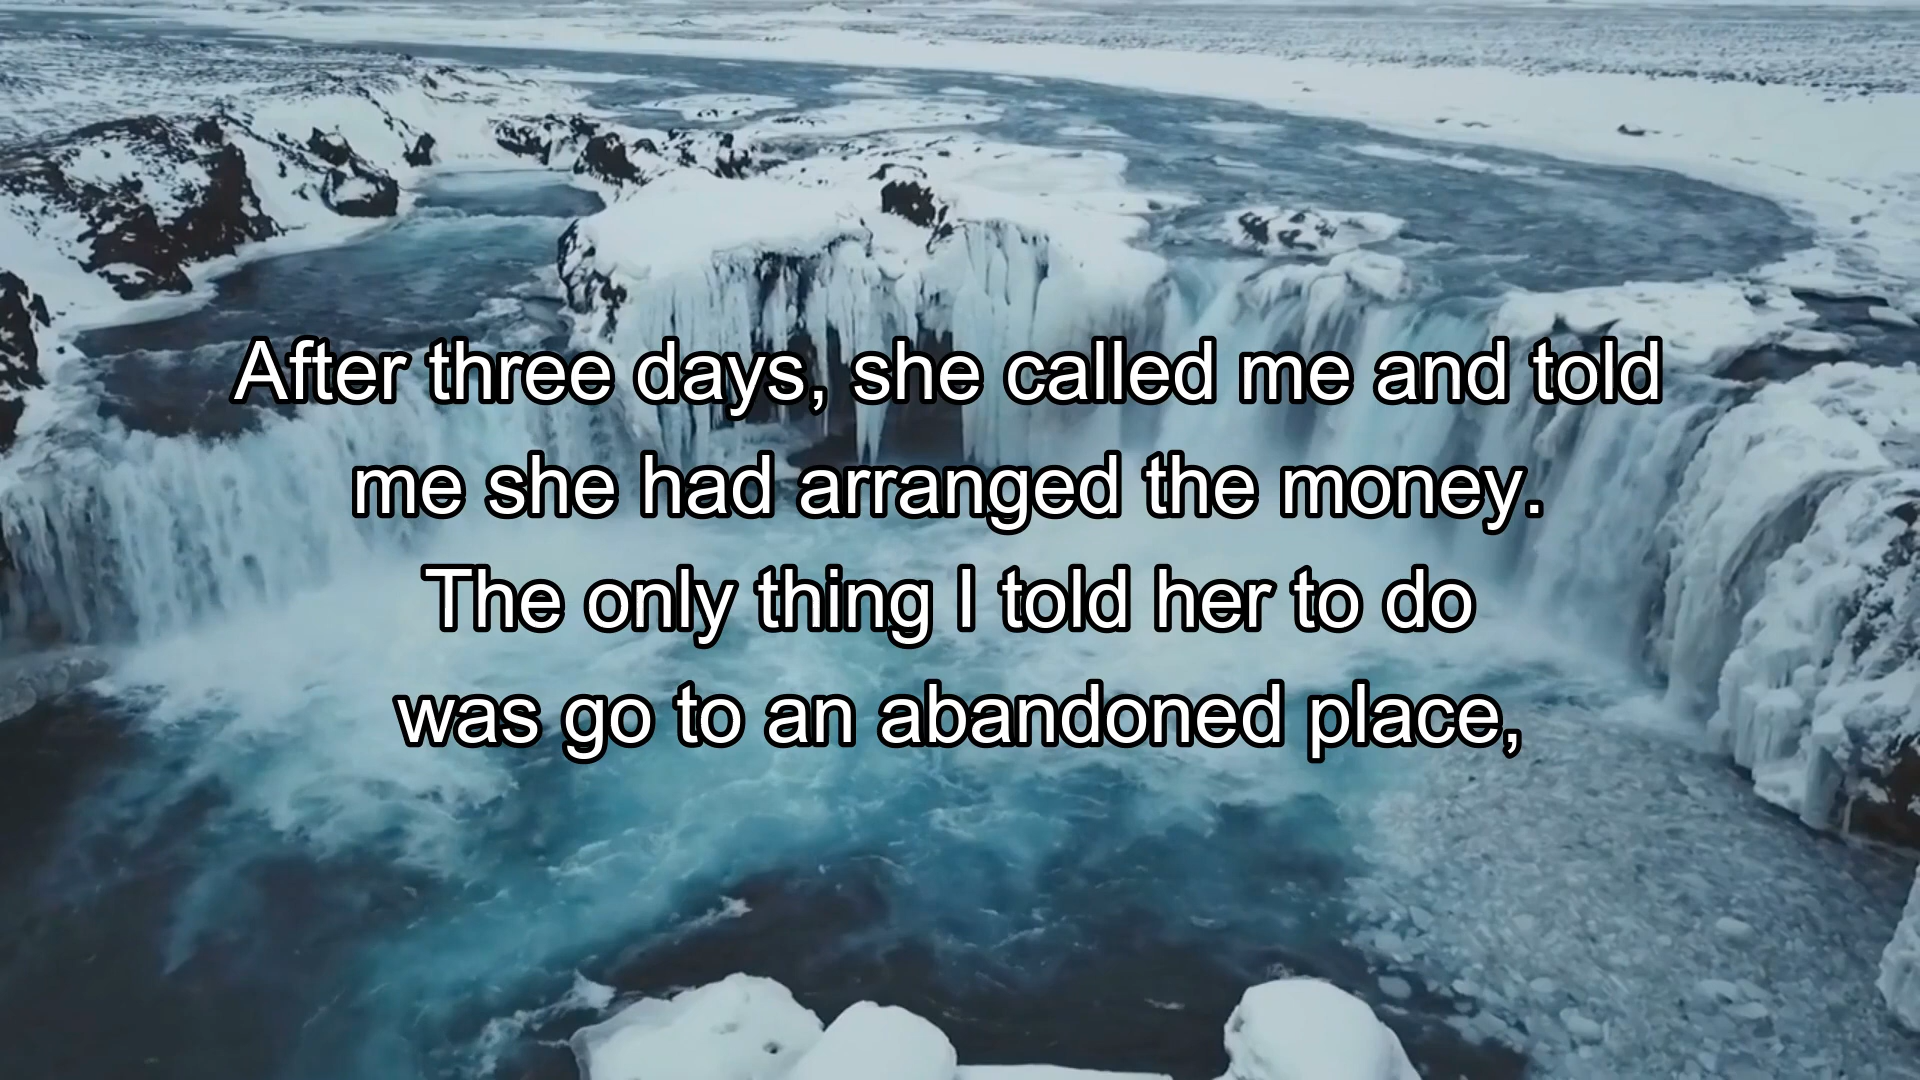 After three days, she called me and told
me she had arranged the money.
The only thing I told her to do
was go to an abandoned place,